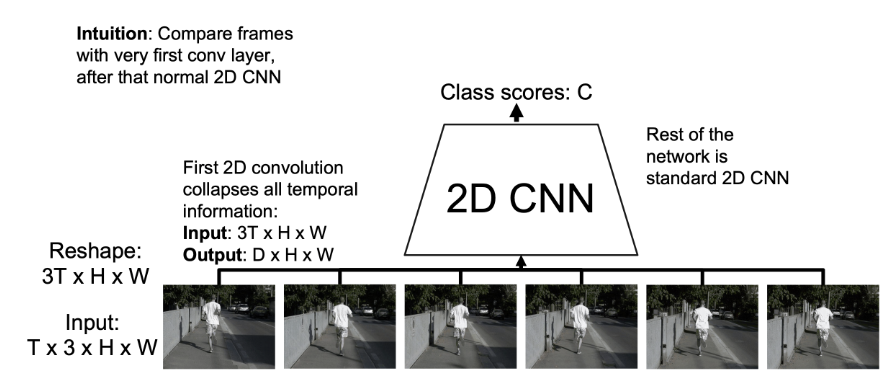 Intuition: Compare frames
with very first conv layer,
after that normal 2D CNN
Class scores: C
Rest of the
network is
standard 2D CNN
2D CNN
First 2D convolution
collapses all temporal
information:
Input: 3T x H x W
Output: D x H x W
Reshape:
3T x H x W
Input:
T x 3 x H x W